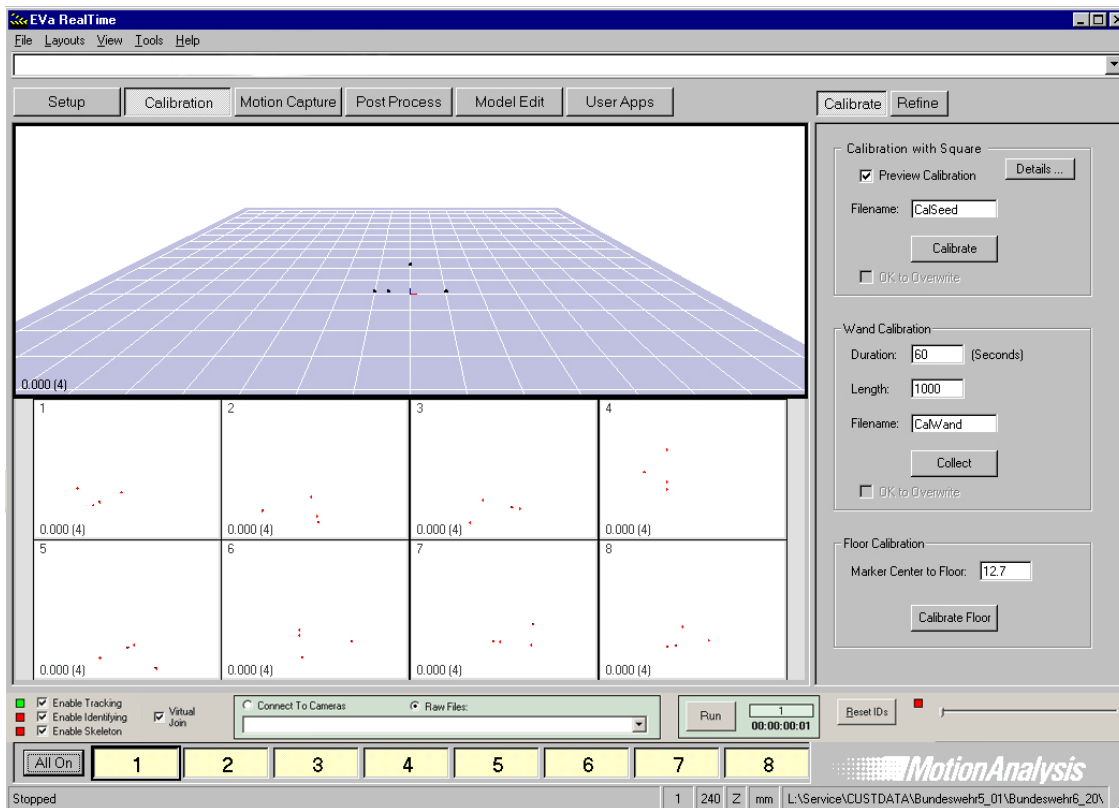 EVa RealTime
File Layouts View Tools Help
Setup Calibration Motion Capture Post Process Model Edit User Apps
Calibrate Refine
Calibration with Square
Preview Calibration Details ...
Filename: CalSeed
Calibrate
OK to Overwrite
Wand Calibration
Duration: 60 (Seconds)
Length: 1000
Filename: CalWand
Collect
OK to Overwrite
Floor Calibration
Marker Center to Floor: 12.7
Calibrate Floor
0.000 (4)
1 2 3 4
0.000 (4) 0.000 (4) 0.000 (4) 0.000 (4)
5 6 7 8
0.000 (4) 0.000 (4) 0.000 (4) 0.000 (4)
Enable Tracking
Enable Identifying
Enable Skeleton
Virtual
Join
Connect To Cameras Raw Files:
Run
1
00:00:00:01
Reset IDs
All On 1 2 3 4 5 6 7 8
MotionAnalysis
Stopped 1 240 Z mm L:\Service\CUSTDATA\Bundeswehr5_01\Bundeswehr6_20\